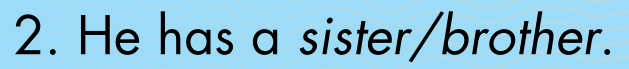 2. He has a sister/brother.